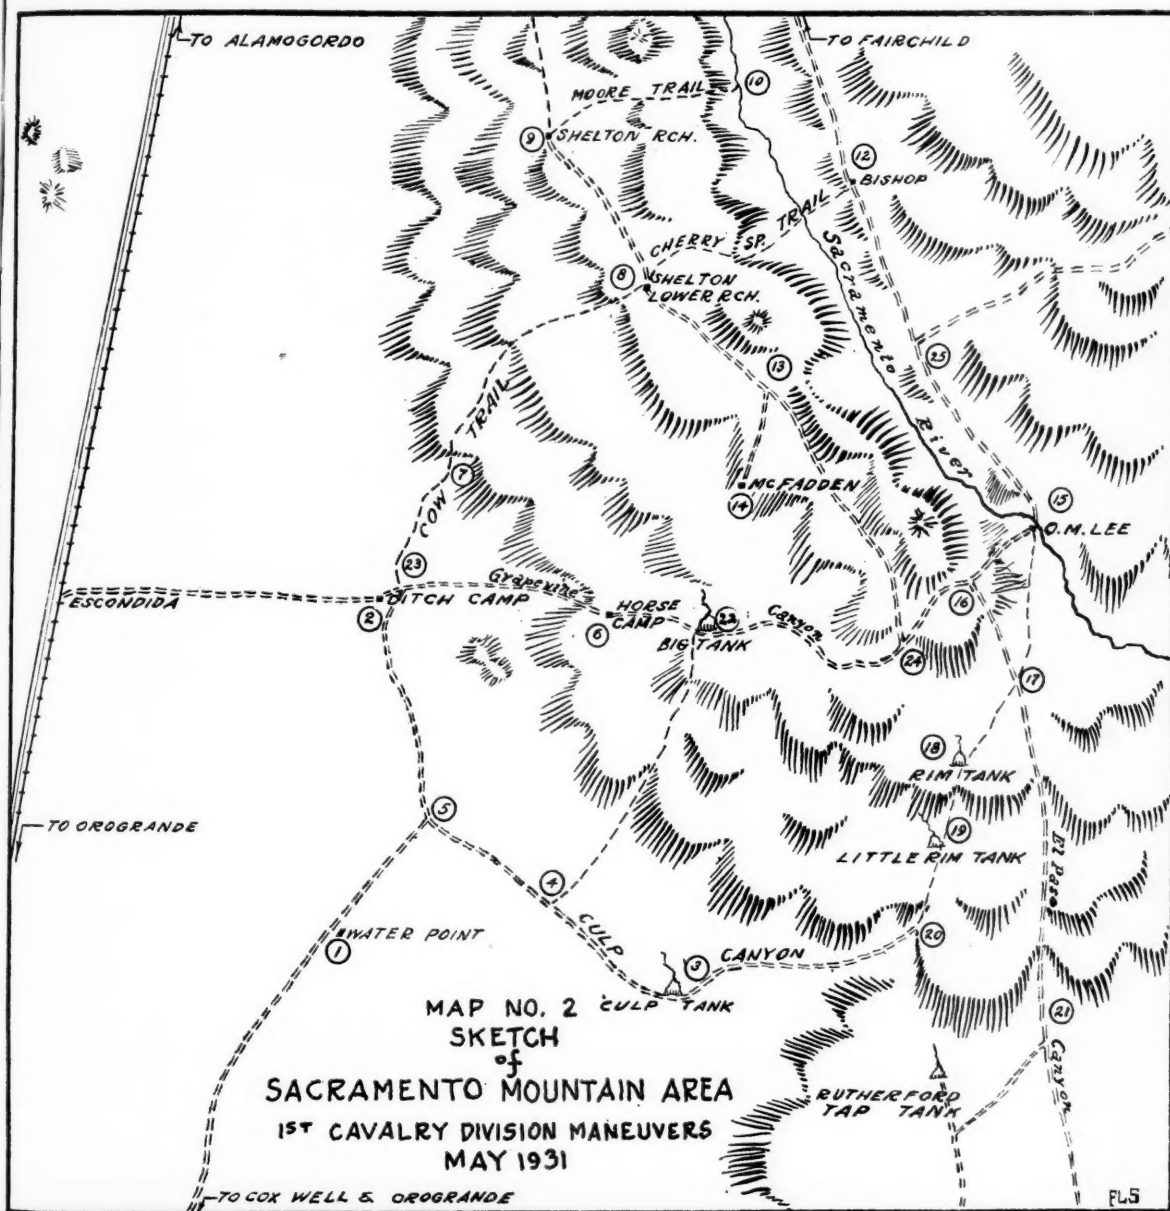 TO ALAMOGORDO
TO FAIRCHILD
MOORE TRAIL
10
9
SHELTON RCH.
12
BISHOP
CHERRY SP. TRAIL
8
SHELTON
LOWER RCH.
Sacramento River
25
13
COW TRAIL
7
MCFADDEN
14
15
O.M. LEE
23
Grapevine Canyon
ESCONDIDA
DITCH CAMP
2
HORSE
CAMP
6
22
BIG TANK
16
24
17
18
RIM TANK
5
TO OROGRANDE
19
LITTLE RIM TANK
El Paso Canyon
4
CULP CANYON
20
WATER POINT
1
3
CULP TANK
21
RUTHERFORD
TAP TANK
MAP NO. 2
SKETCH
of
SACRAMENTO MOUNTAIN AREA
1ST CAVALRY DIVISION MANEUVERS
MAY 1931
TO COX WELL & OROGRANDE
FLS